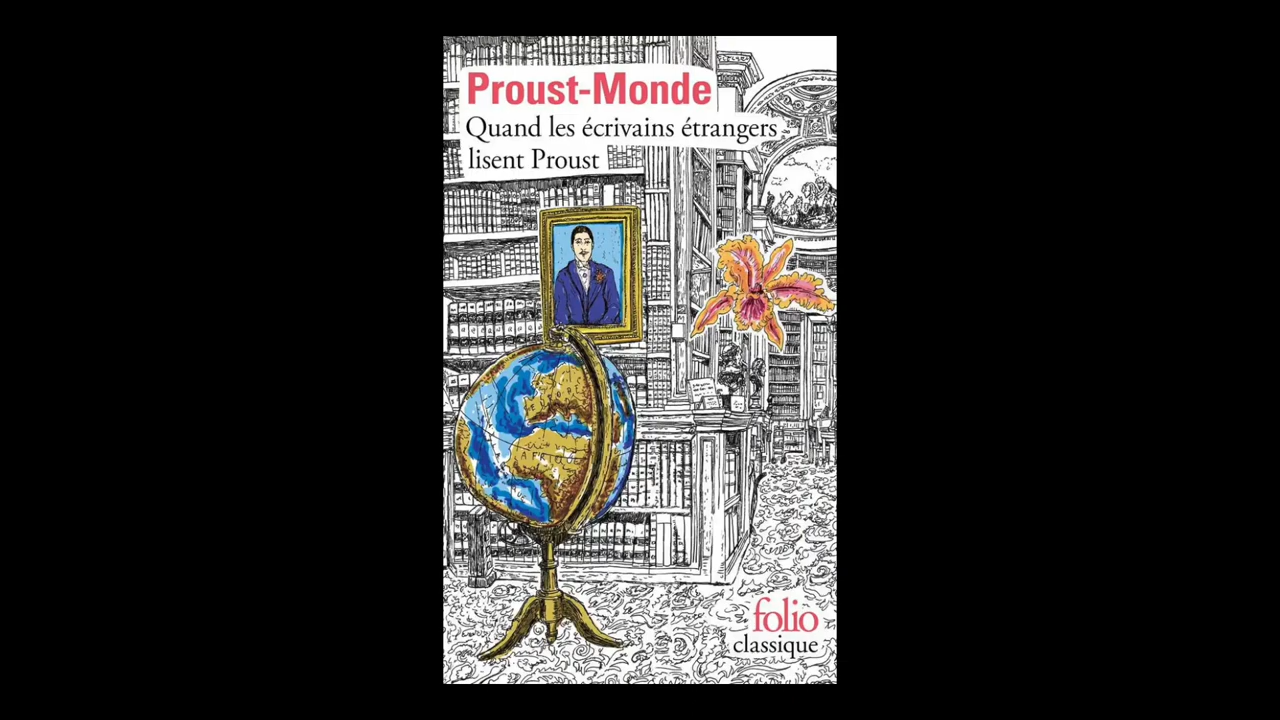 Proust-Monde
Quand les écrivains étrangers
lisent Proust
folio
classique